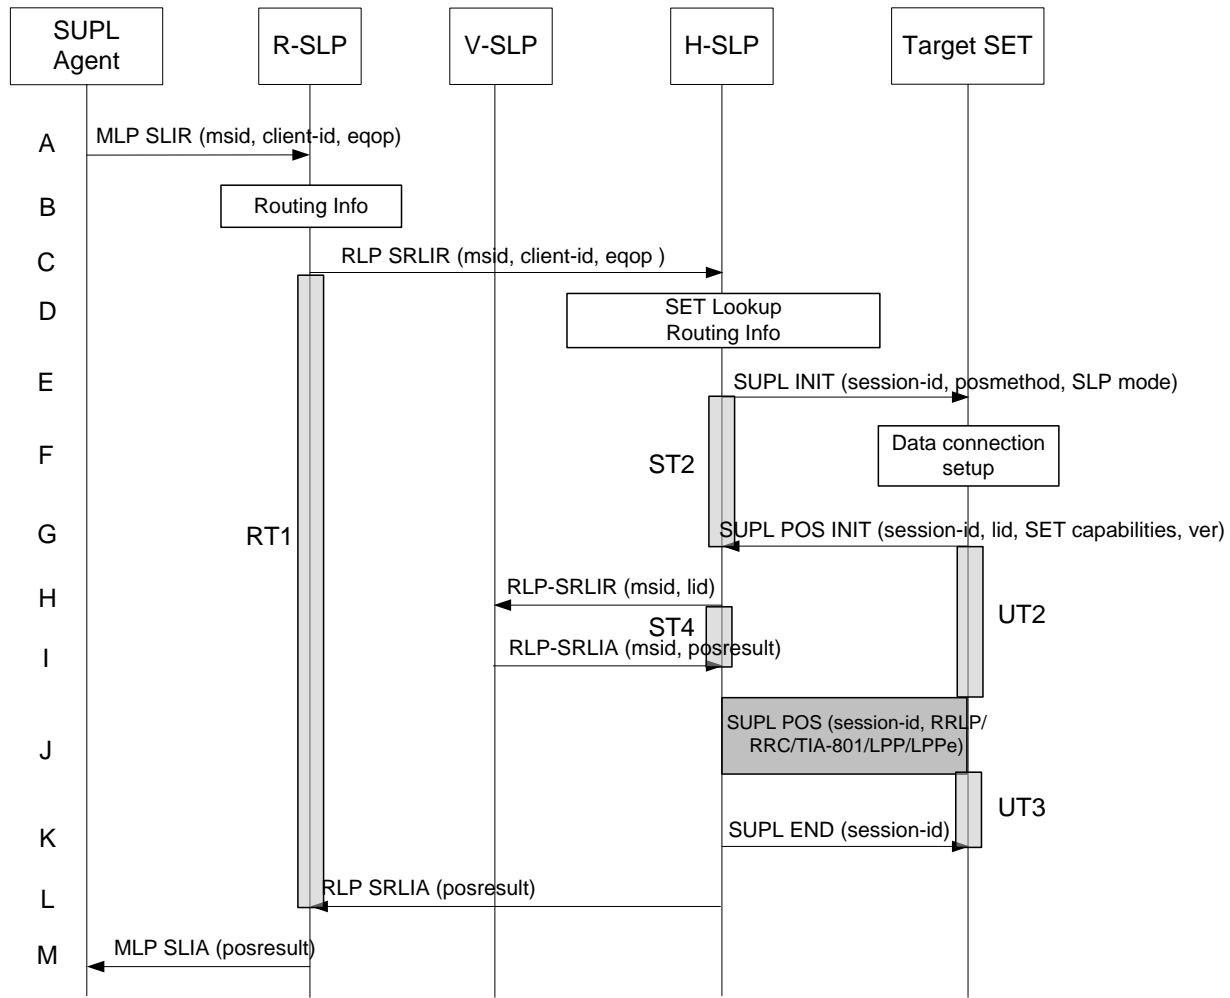 SUPL
Agent
R-SLP
V-SLP
H-SLP
Target SET
A
MLP SLIR (msid, client-id, eqop)
B
Routing Info
C
RLP SRLIR (msid, client-id, eqop )
D
SET Lookup
Routing Info
E
SUPL INIT (session-id, posmethod, SLP mode)
F
ST2
Data connection
setup
G
RT1
SUPL POS INIT (session-id, lid, SET capabilities, ver)
H
RLP-SRLIR (msid, lid)
ST4
UT2
I
RLP-SRLIA (msid, posresult)
J
SUPL POS (session-id, RRLP/
RRC/TIA-801/LPP/LPPe)
UT3
K
SUPL END (session-id)
L
RLP SRLIA (posresult)
M
MLP SLIA (posresult)